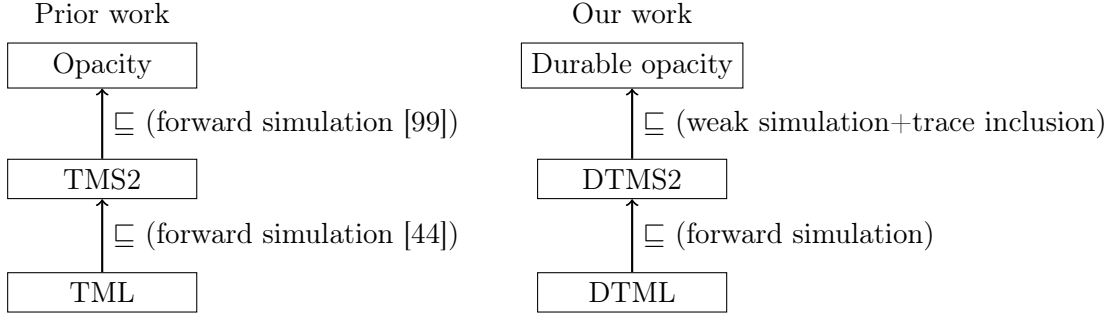 Prior work
Our work
Opacity
Durable opacity
⊑ (forward simulation [99])
⊑ (weak simulation+trace inclusion)
TMS2
DTMS2
⊑ (forward simulation [44])
⊑ (forward simulation)
TML
DTML